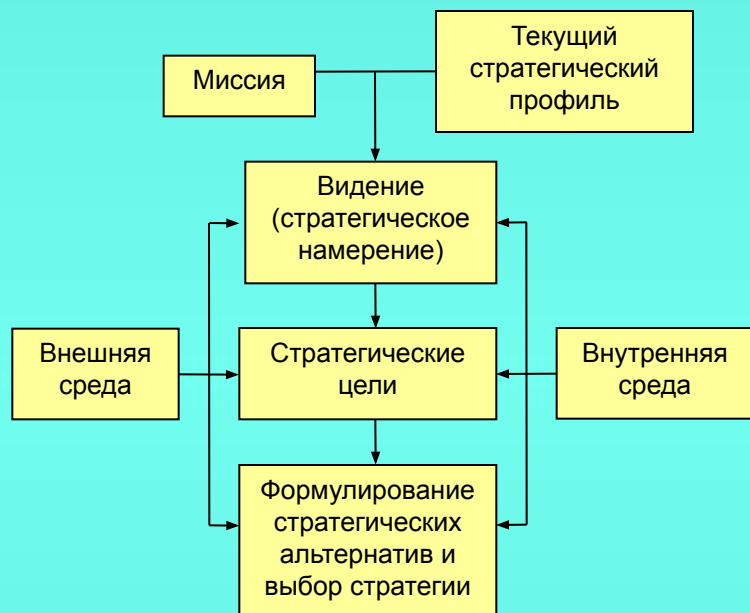 Миссия
Текущий
стратегический
профиль
Видение
(стратегическое
намерение)
Внешняя
среда
Стратегические
цели
Внутренняя
среда
Формулирование
стратегических
альтернатив и
выбор стратегии